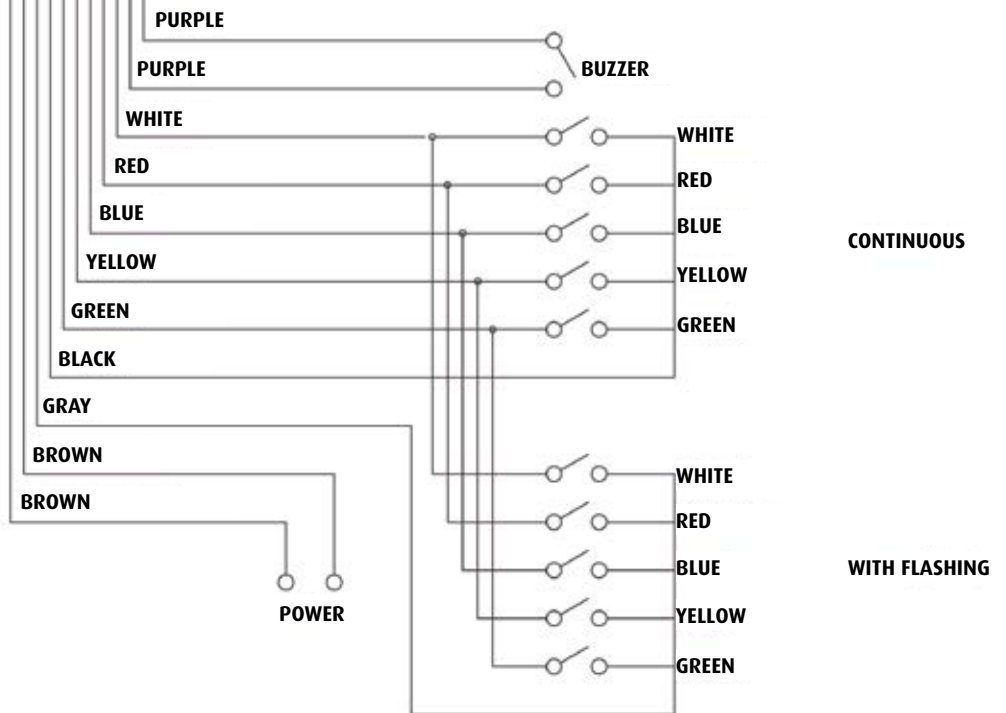 PURPLE
PURPLE
BUZZER
WHITE
WHITE
RED
RED
BLUE
BLUE
CONTINUOUS
YELLOW
YELLOW
GREEN
GREEN
BLACK
GRAY
BROWN
WHITE
BROWN
RED
BLUE
WITH FLASHING
POWER
YELLOW
GREEN